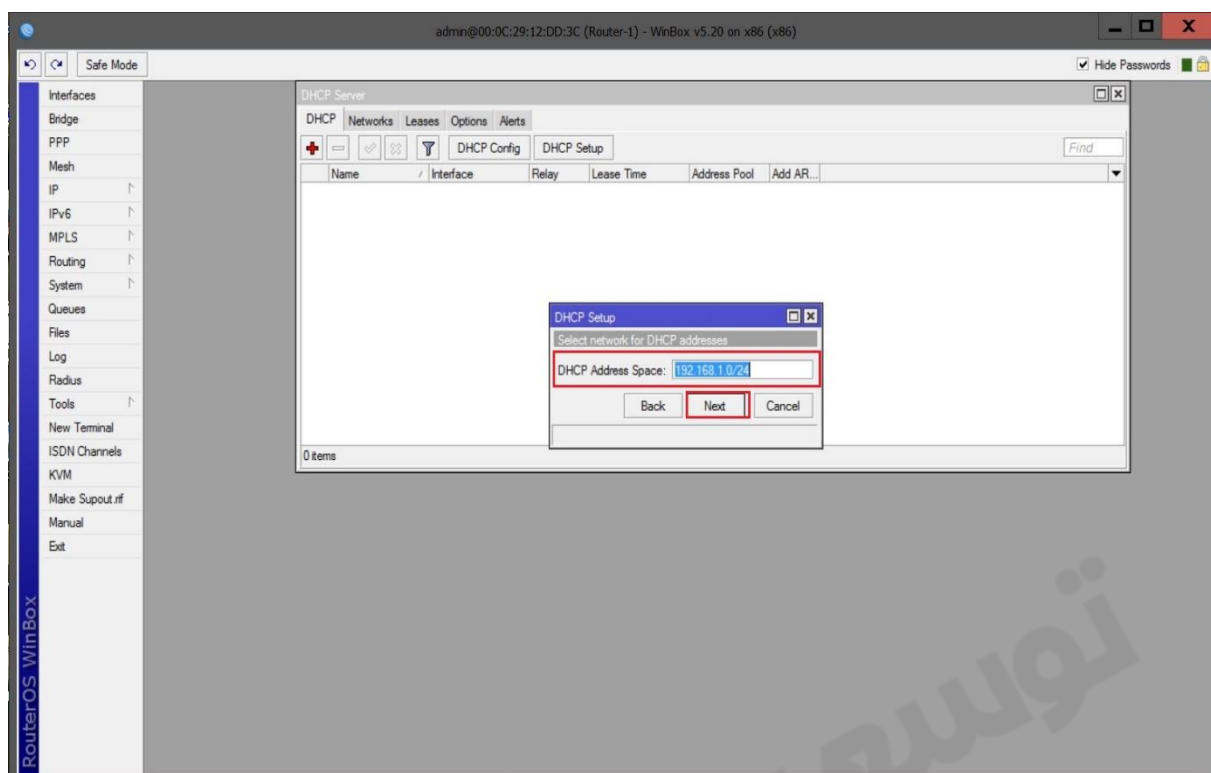 admin@00:0C:29:12:DD:3C (Router-1) - WinBox v5.20 on x86 (x86)
Safe Mode
Hide Passwords
Interfaces
Bridge
PPP
Mesh
IP
IPv6
MPLS
Routing
System
Queues
Files
Log
Radius
Tools
New Terminal
ISDN Channels
KVM
Make Supout.rif
Manual
Exit
RouterOS WinBox
DHCP Server
DHCP Networks Leases Options Alerts
DHCP Config DHCP Setup Find
Name / Interface Relay Lease Time Address Pool Add AR...
DHCP Setup
Select network for DHCP addresses
DHCP Address Space: 192.168.1.0/24
Back Next Cancel
0 items